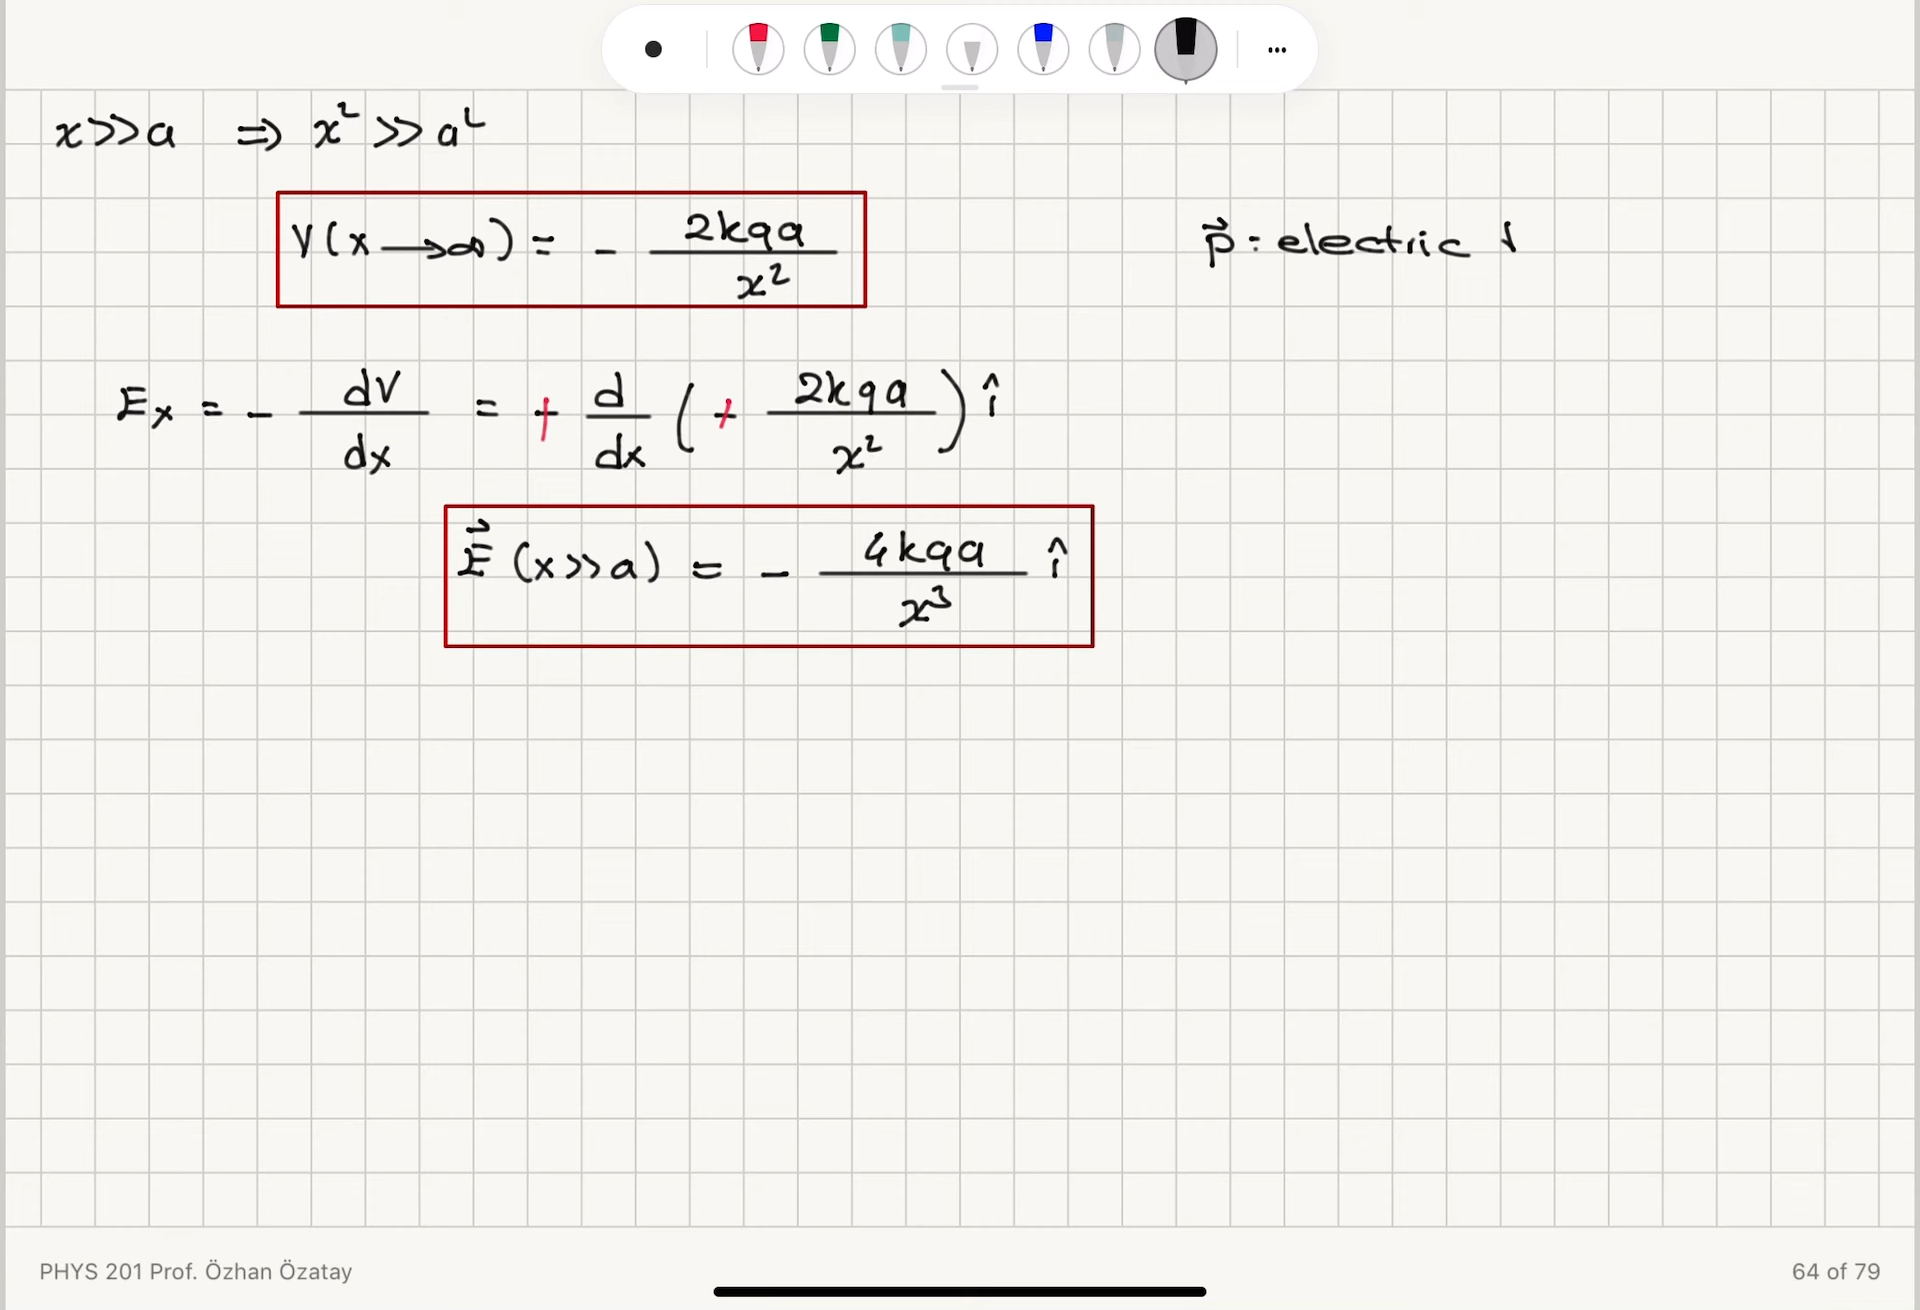 x>>a ⇒ x² >> a²
V(x→∞) = - 2kqa / x²
p⃗ : electric
Eₓ = - dV/dx = + d/dx (+ 2kqa / x²) î
E⃗ (x>>a) = - 4kqa / x³ î
PHYS 201 Prof. Özhan Özatay
64 of 79